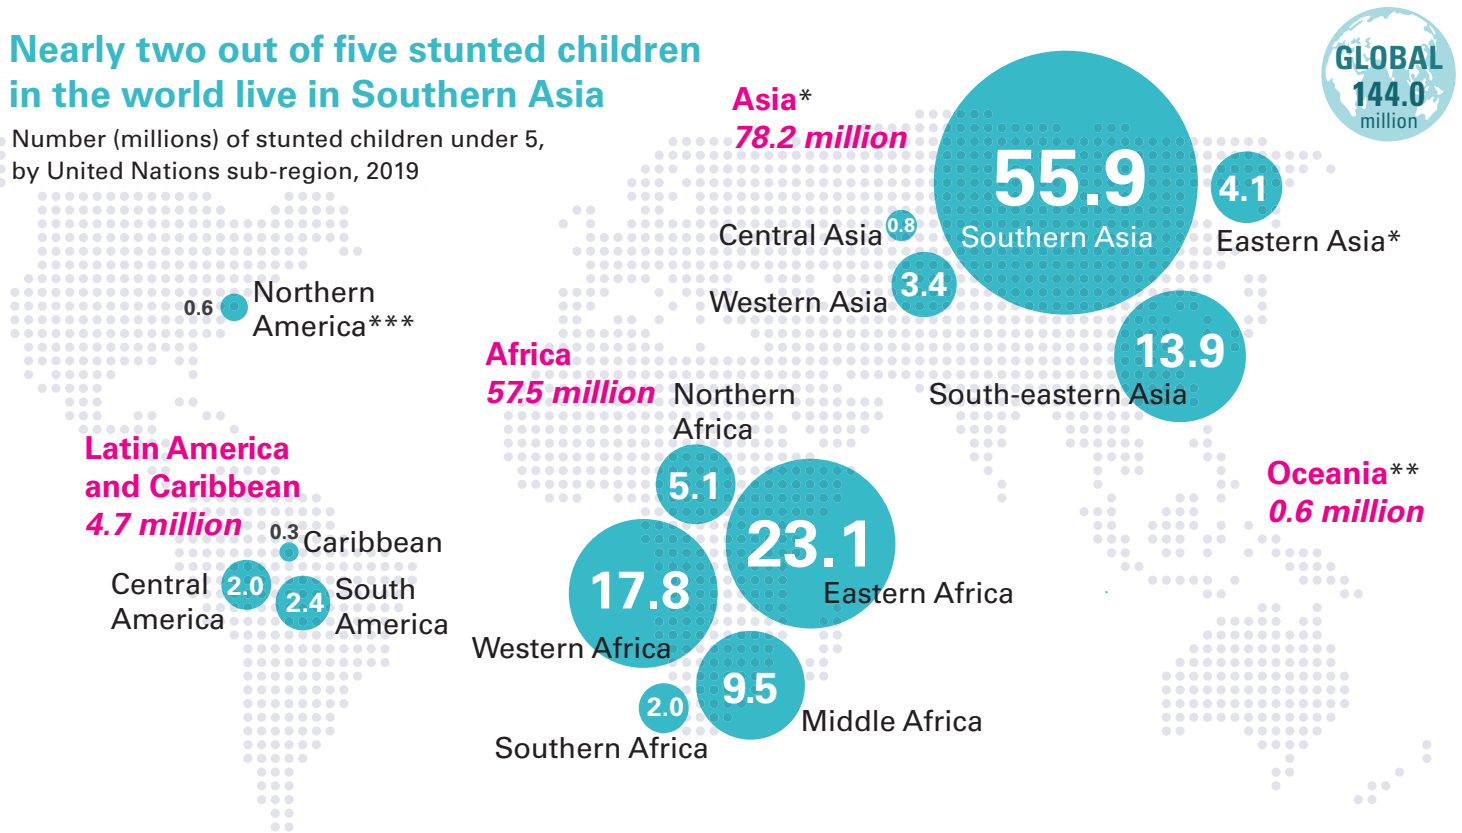 Nearly two out of five stunted children
in the world live in Southern Asia
Number (millions) of stunted children under 5,
by United Nations sub-region, 2019
GLOBAL
144.0
million
Asia*
78.2 million
55.9
Southern Asia
4.1
Eastern Asia*
Central Asia
0.8
Western Asia
3.4
13.9
South-eastern Asia
0.6
Northern
America***
Africa
57.5 million
Northern
Africa
5.1
23.1
Eastern Africa
17.8
Western Africa
9.5
Middle Africa
2.0
Southern Africa
Latin America
and Caribbean
4.7 million
0.3
Caribbean
Central
America
2.0
2.4
South
America
Oceania**
0.6 million